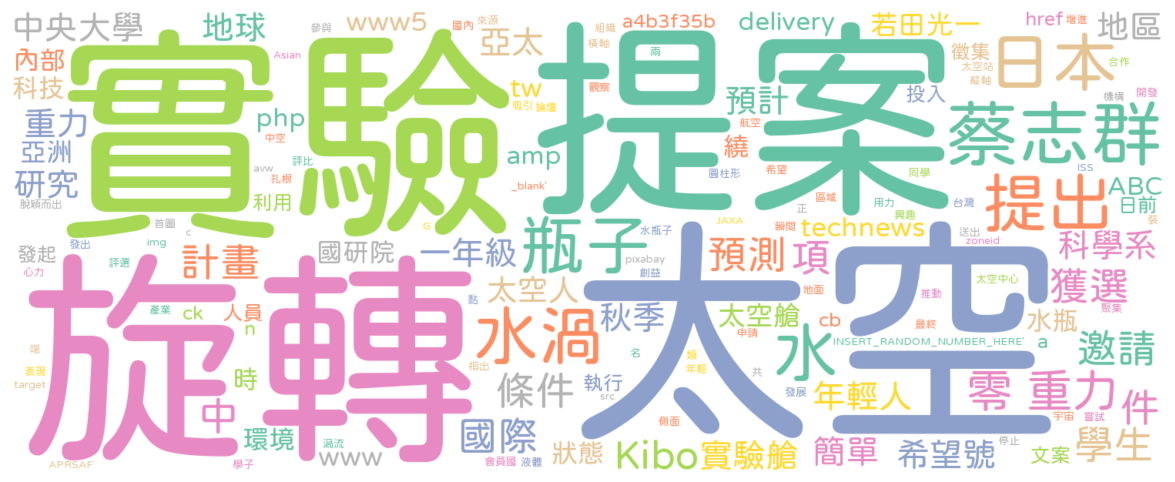 中央大學
地球
參與
www5
國內
來源
亞太
組織
橫軸
a4b3f35b
兩
delivery
若田光一
href
增進
地區
內部
科技
Asian
實驗
提案
觀察
徵集
太空站
縱軸
日本
合作
重力
php
中空
tw
吸引
論壇
預計
投入
機構
開發
亞洲
評比
amp
航空
繞
蔡志群
研究
avw
扎根
_blank'
圓柱形
希望
同學
ISS
提出
ABC
日前
脫穎而出
利用
區域
用力
台灣
首圖
c
G
水瓶子
JAXA
瞬間
正
興趣
technews
送出
裝
發起
發出
img
國研院
一年級
瓶子
pixabay
創益
預測
項
zoneid
科學系
心力
評選
計畫
太空人
地面
推動
太空中心
獲選
聚集
旋轉
產業
ck
人員
n
黏
水渦
秋季
太空
太空艙
申請
水
cb
最終
水瓶
INSERT_RANDOM_NUMBER_HERE'
a
邀請
端
表現
target
時
中
指出
名
類
年輕
條件
執行
src
共
發展
年輕人
零
重力
件
環境
渦流
www
國際
側面
宇宙
嘗試
APRSAF
學子
會員國
液體
狀態
Kibo
實驗艙
簡單
希望號
停止
文案
學生